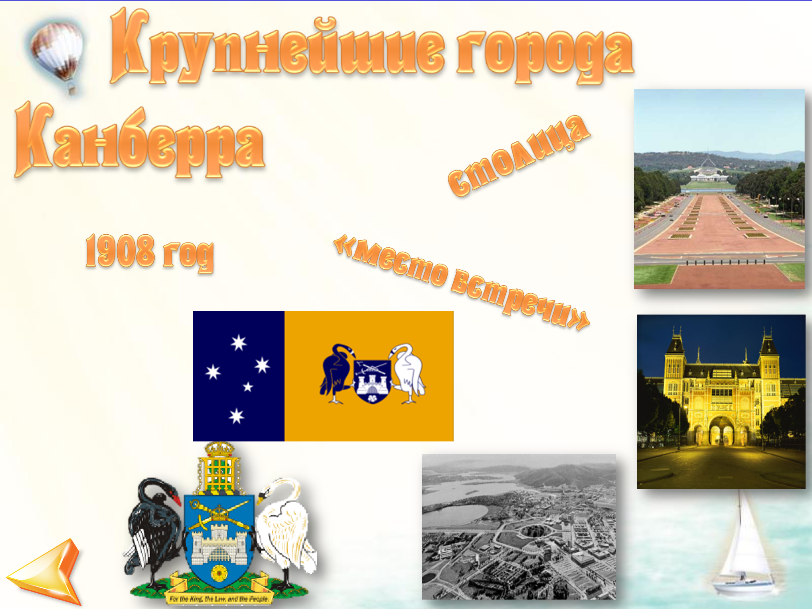 Крупнейшие города
Канберра
столица
1908 год
«место встречи»
For the King, the Law, and the People